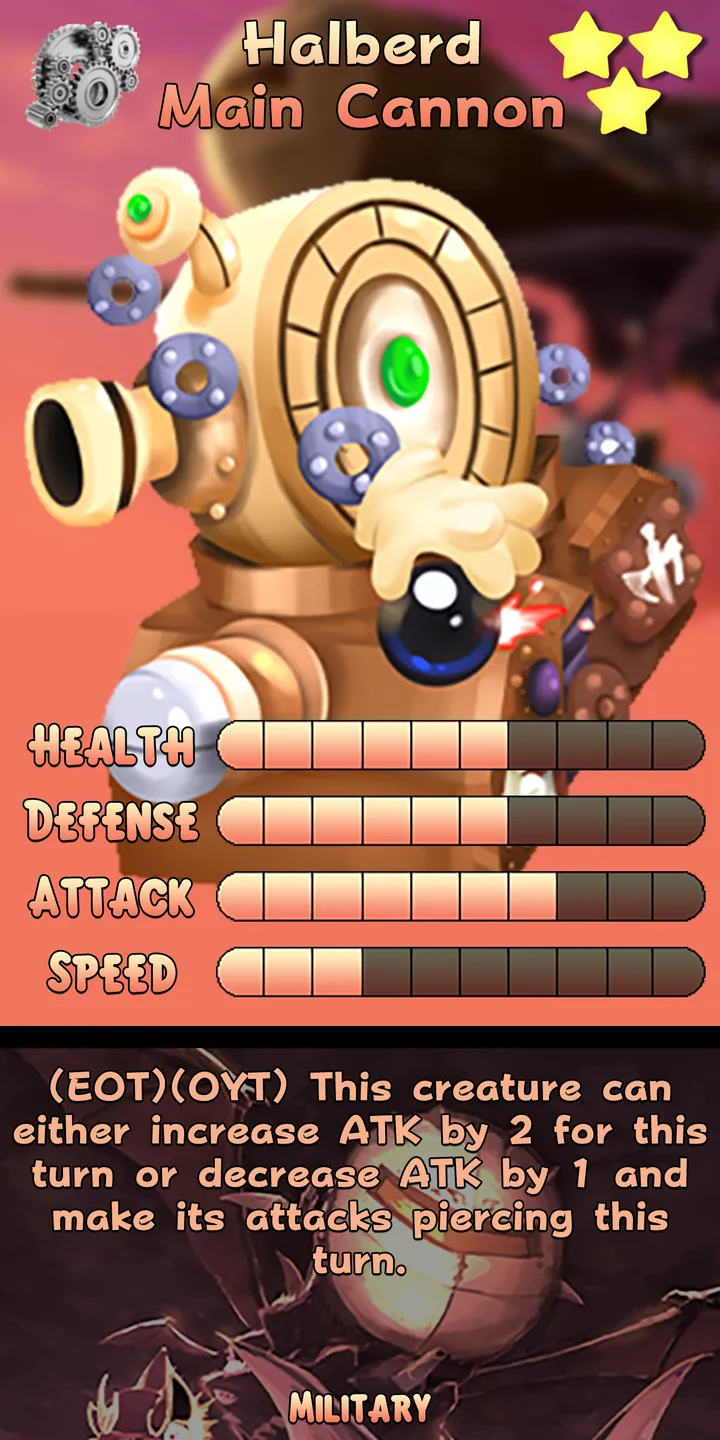 Halberd
Main Cannon
HEALTH
DEFENSE
ATTACK
SPEED
(EOT)(OYT) This creature can
either increase ATK by 2 for this
turn or decrease ATK by 1 and
make its attacks piercing this
turn.
MILITARY